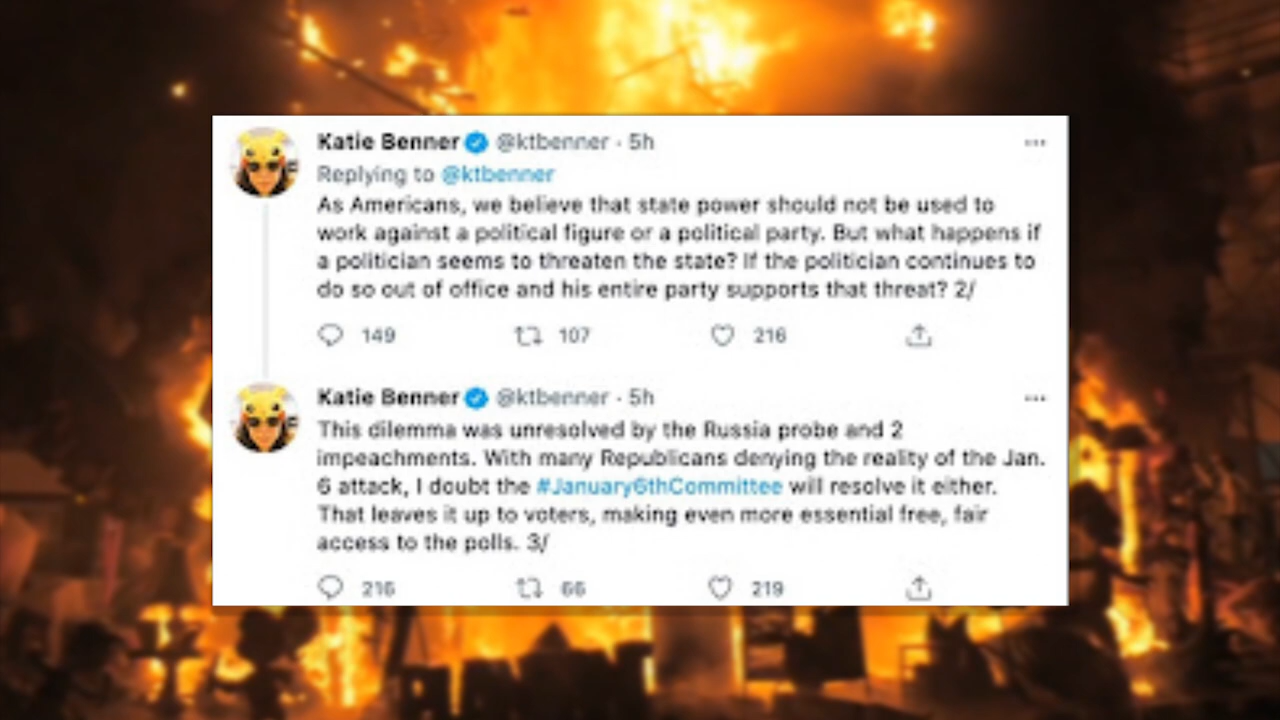 Katie Benner @ktbenner · 5h
Replying to @ktbenner
As Americans, we believe that state power should not be used to
work against a political figure or a political party. But what happens if
a politician seems to threaten the state? If the politician continues to
do so out of office and his entire party supports that threat? 2/
149 107 216
Katie Benner @ktbenner · 5h
This dilemma was unresolved by the Russia probe and 2
impeachments. With many Republicans denying the reality of the Jan.
6 attack, I doubt the #January6thCommittee will resolve it either.
That leaves it up to voters, making even more essential free, fair
access to the polls. 3/
216 66 219